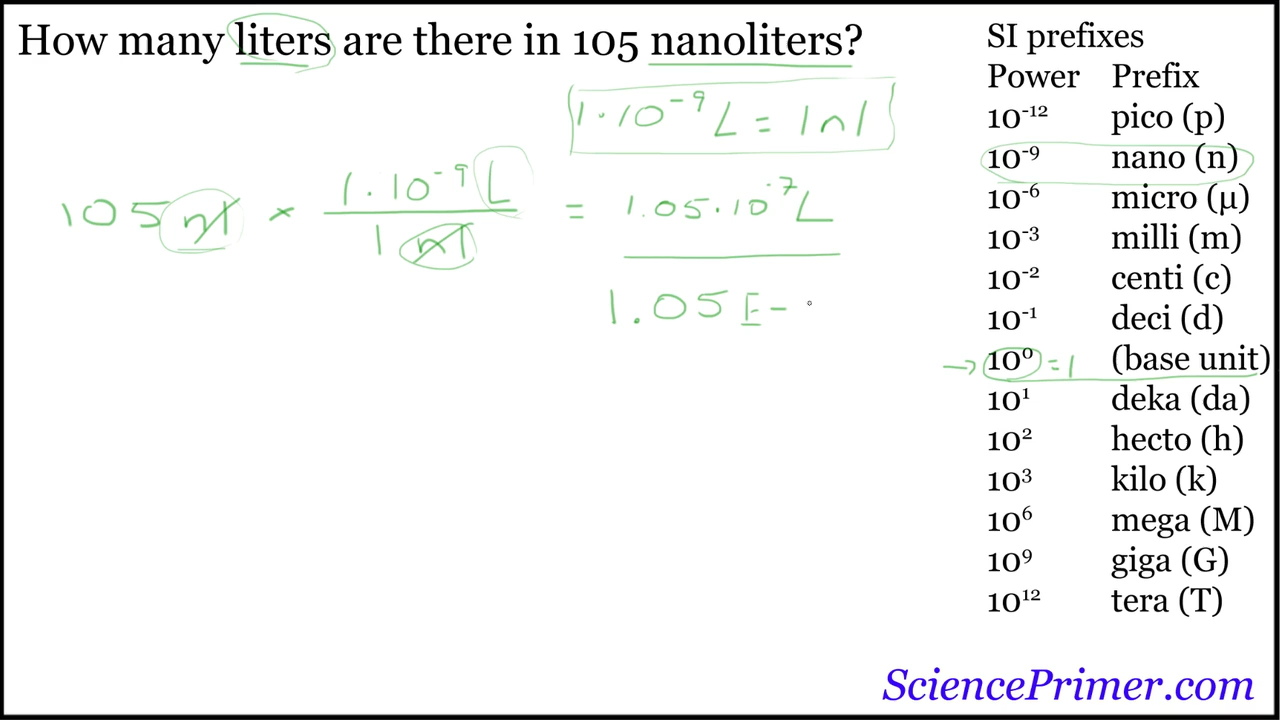 How many liters are there in 105 nanoliters?
1·10⁻⁹ L = 1nl
105 nl × 1·10⁻⁹ L / 1 nl = 1.05·10⁻⁷ L
1.05E-
SI prefixes
Power Prefix
10⁻¹² pico (p)
10⁻⁹ nano (n)
10⁻⁶ micro (µ)
10⁻³ milli (m)
10⁻² centi (c)
10⁻¹ deci (d)
→ 10⁰ = 1 (base unit)
10¹ deka (da)
10² hecto (h)
10³ kilo (k)
10⁶ mega (M)
10⁹ giga (G)
10¹² tera (T)
SciencePrimer.com